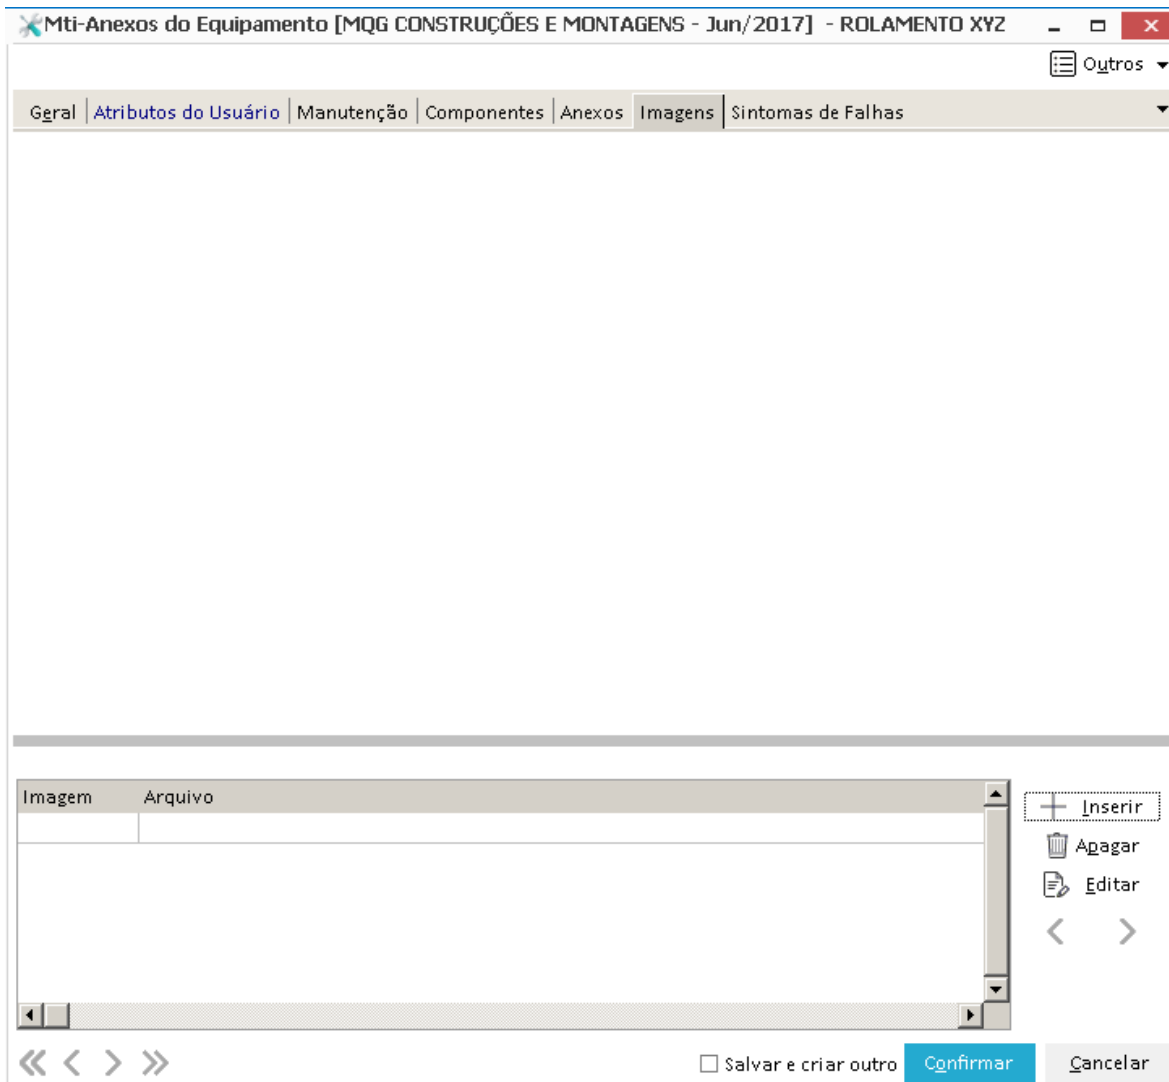 Mti-Anexos do Equipamento [MQG CONSTRUÇÕES E MONTAGENS - Jun/2017] - ROLAMENTO XYZ
Outros
Geral Atributos do Usuário Manutenção Componentes Anexos Imagens Sintomas de Falhas
Imagem Arquivo
Inserir
Apagar
Editar
Salvar e criar outro Confirmar Cancelar